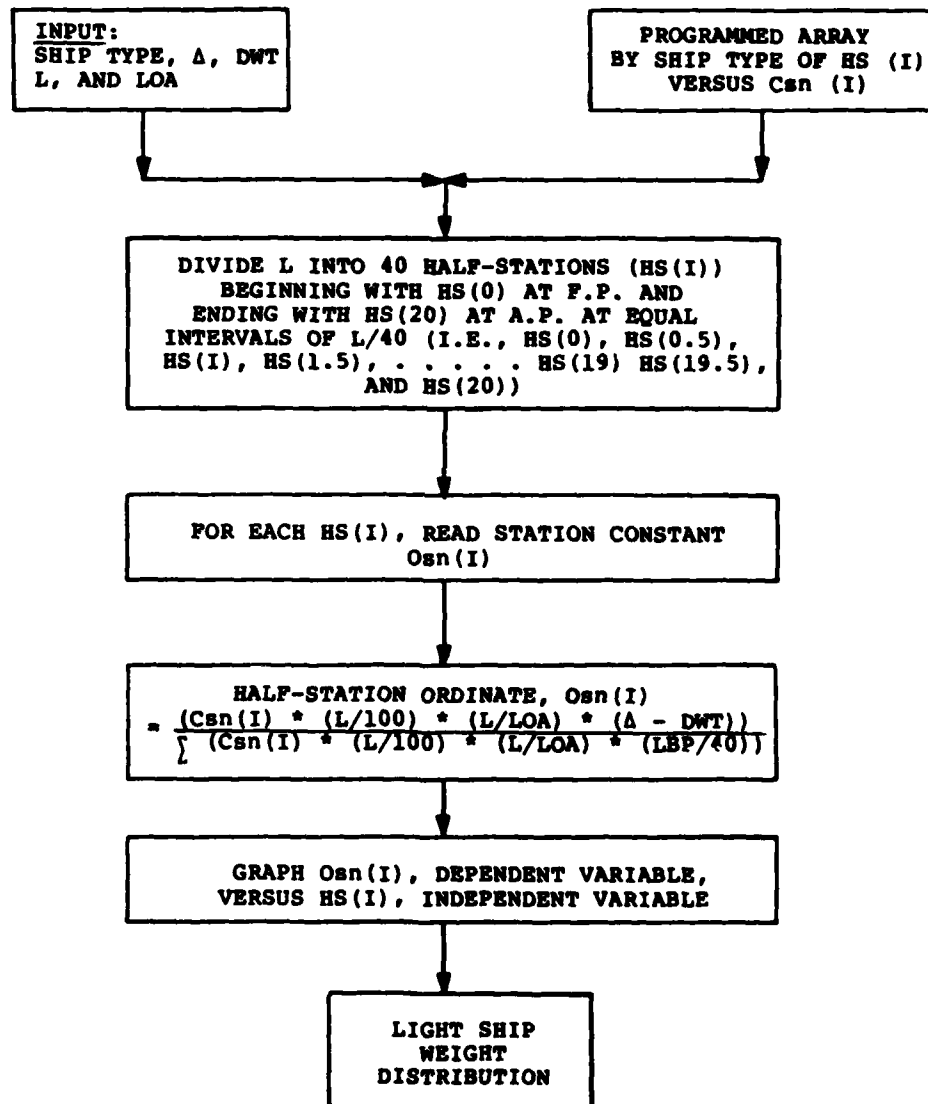 INPUT:
SHIP TYPE, Δ, DWT
L, AND LOA
PROGRAMMED ARRAY
BY SHIP TYPE OF HS (I)
VERSUS Csn (I)
DIVIDE L INTO 40 HALF-STATIONS (HS(I))
BEGINNING WITH HS(0) AT F.P. AND
ENDING WITH HS(20) AT A.P. AT EQUAL
INTERVALS OF L/40 (I.E., HS(0), HS(0.5),
HS(I), HS(1.5), . . . . . HS(19) HS(19.5),
AND HS(20))
FOR EACH HS(I), READ STATION CONSTANT
Osn(I)
HALF-STATION ORDINATE, Osn(I)
= (Csn(I) * (L/100) * (L/LOA) * (Δ - DWT))
∑ (Csn(I) * (L/100) * (L/LOA) * (LBP/40))
GRAPH Osn(I), DEPENDENT VARIABLE,
VERSUS HS(I), INDEPENDENT VARIABLE
LIGHT SHIP
WEIGHT
DISTRIBUTION